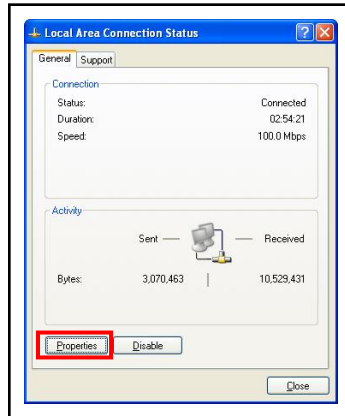 Local Area Connection Status
General Support
Connection
Status: Connected
Duration: 02:54:21
Speed: 100.0 Mbps
Activity
Sent — — Received
Bytes: 3,070,463 | 10,529,431
Properties Disable
Close